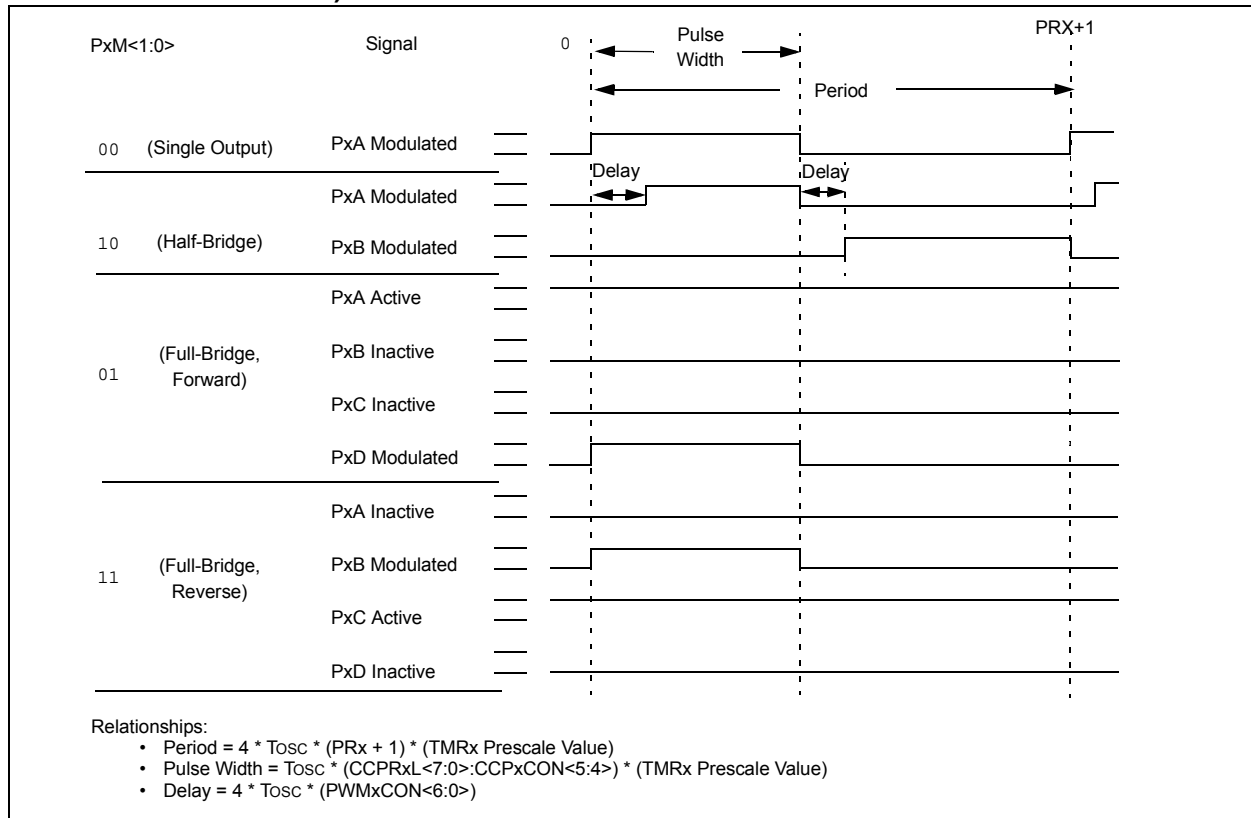 PxM<1:0>
Signal
0
Pulse
Width
PRX+1
Period
00 (Single Output)
PxA Modulated
Delay
Delay
PxA Modulated
10 (Half-Bridge)
PxB Modulated
PxA Active
(Full-Bridge,
Forward)
01
PxB Inactive
PxC Inactive
PxD Modulated
PxA Inactive
(Full-Bridge,
Reverse)
11
PxB Modulated
PxC Active
PxD Inactive
Relationships:
• Period = 4 * TOSC * (PRx + 1) * (TMRx Prescale Value)
• Pulse Width = TOSC * (CCPRxL<7:0>:CCPxCON<5:4>) * (TMRx Prescale Value)
• Delay = 4 * TOSC * (PWMxCON<6:0>)